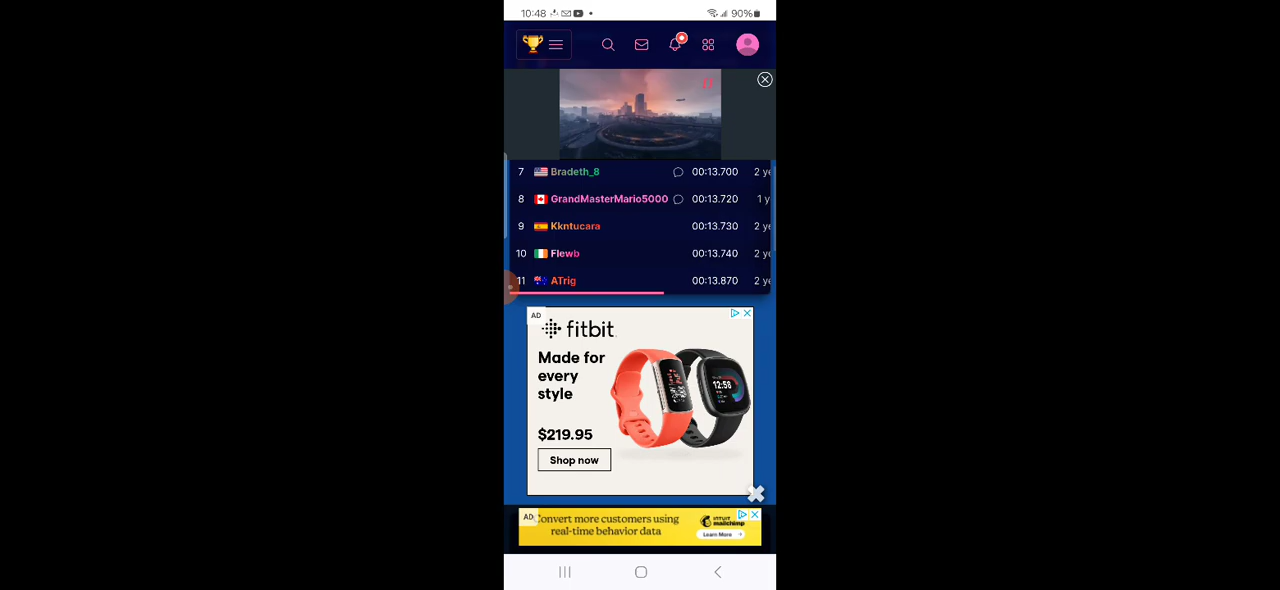 10:48 90%
7 Bradeth_8 00:13.700 2 ye
8 GrandMasterMario5000 00:13.720 1 y
9 Kkntucara 00:13.730 2 ye
10 Flewb 00:13.740 2 ye
11 ATrig 00:13.870 2 ye
AD
fitbit
Made for
every
style
$219.95
Shop now
12:58
AD
Convert more customers using
real-time behavior data
INTUIT
mailchimp
Learn More